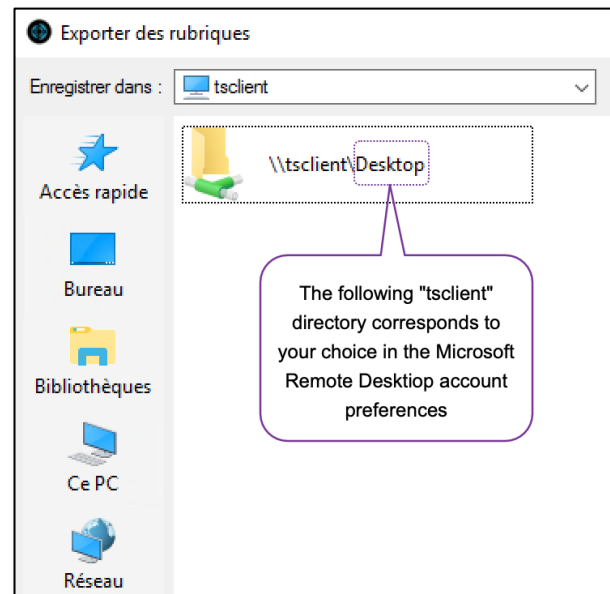 Exporter des rubriques
Enregistrer dans :
tsclient
Accès rapide
\\tsclient\Desktop
Bureau
Bibliothèques
Ce PC
Réseau
The following "tsclient"
directory corresponds to
your choice in the Microsoft
Remote Desktiop account
preferences